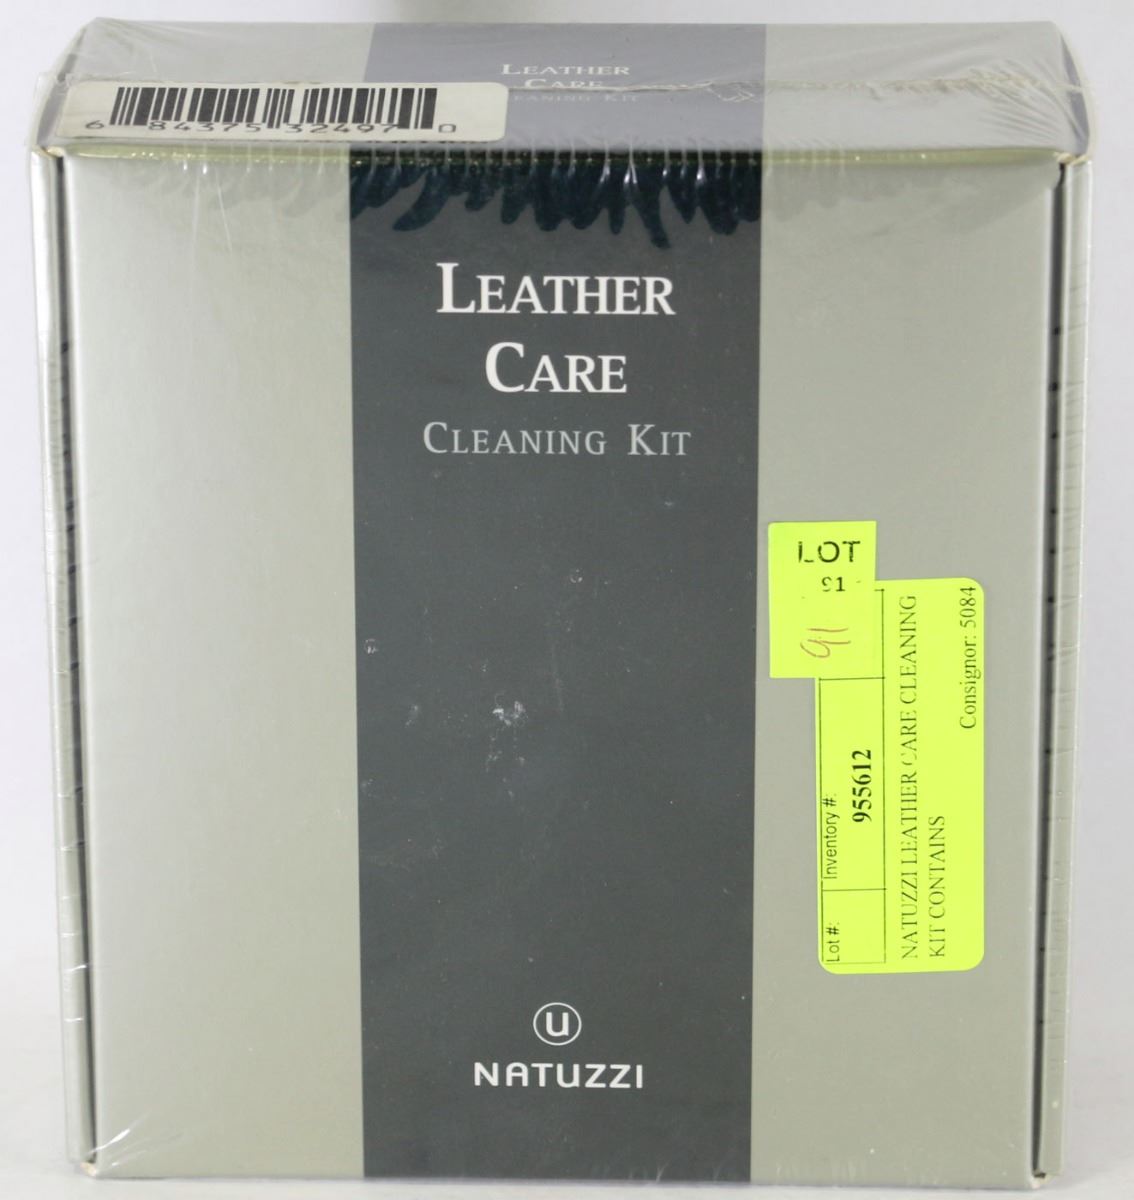 LEATHER
CARE
CLEANING KIT
6 84375 32497 0
LEATHER
CARE
CLEANING KIT
LOT
91
91
Lot #:
Inventory #:
955612
NATUZZI LEATHER CARE CLEANING
KIT CONTAINS
Consignor: 5084
U
NATUZZI